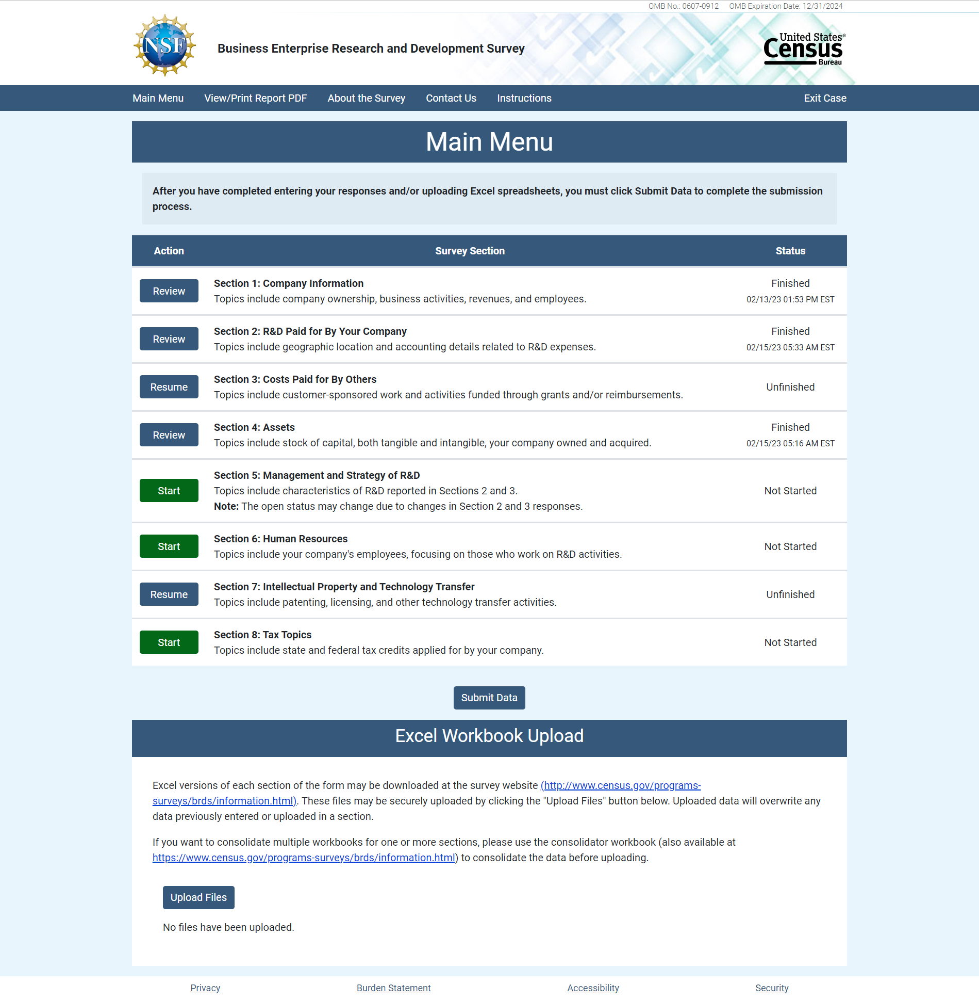 OMB No.: 0607-0912 OMB Expiration Date: 12/31/2024
NSF
Business Enterprise Research and Development Survey
United States®
Census
Bureau
Main Menu View/Print Report PDF About the Survey Contact Us Instructions Exit Case
Main Menu
After you have completed entering your responses and/or uploading Excel spreadsheets, you must click Submit Data to complete the submission
process.
Action Survey Section Status
Review
Section 1: Company Information
Topics include company ownership, business activities, revenues, and employees.
Finished
02/13/23 01:53 PM EST
Review
Section 2: R&D Paid for By Your Company
Topics include geographic location and accounting details related to R&D expenses.
Finished
02/15/23 05:33 AM EST
Resume
Section 3: Costs Paid for By Others
Topics include customer-sponsored work and activities funded through grants and/or reimbursements.
Unfinished
Review
Section 4: Assets
Topics include stock of capital, both tangible and intangible, your company owned and acquired.
Finished
02/15/23 05:16 AM EST
Start
Section 5: Management and Strategy of R&D
Topics include characteristics of R&D reported in Sections 2 and 3.
Note: The open status may change due to changes in Section 2 and 3 responses.
Not Started
Start
Section 6: Human Resources
Topics include your company's employees, focusing on those who work on R&D activities.
Not Started
Resume
Section 7: Intellectual Property and Technology Transfer
Topics include patenting, licensing, and other technology transfer activities.
Unfinished
Start
Section 8: Tax Topics
Topics include state and federal tax credits applied for by your company.
Not Started
Submit Data
Excel Workbook Upload
Excel versions of each section of the form may be downloaded at the survey website (http://www.census.gov/programs-
surveys/brds/information.html). These files may be securely uploaded by clicking the "Upload Files" button below. Uploaded data will overwrite any
data previously entered or uploaded in a section.
If you want to consolidate multiple workbooks for one or more sections, please use the consolidator workbook (also available at
https://www.census.gov/programs-surveys/brds/information.html) to consolidate the data before uploading.
Upload Files
No files have been uploaded.
Privacy Burden Statement Accessibility Security